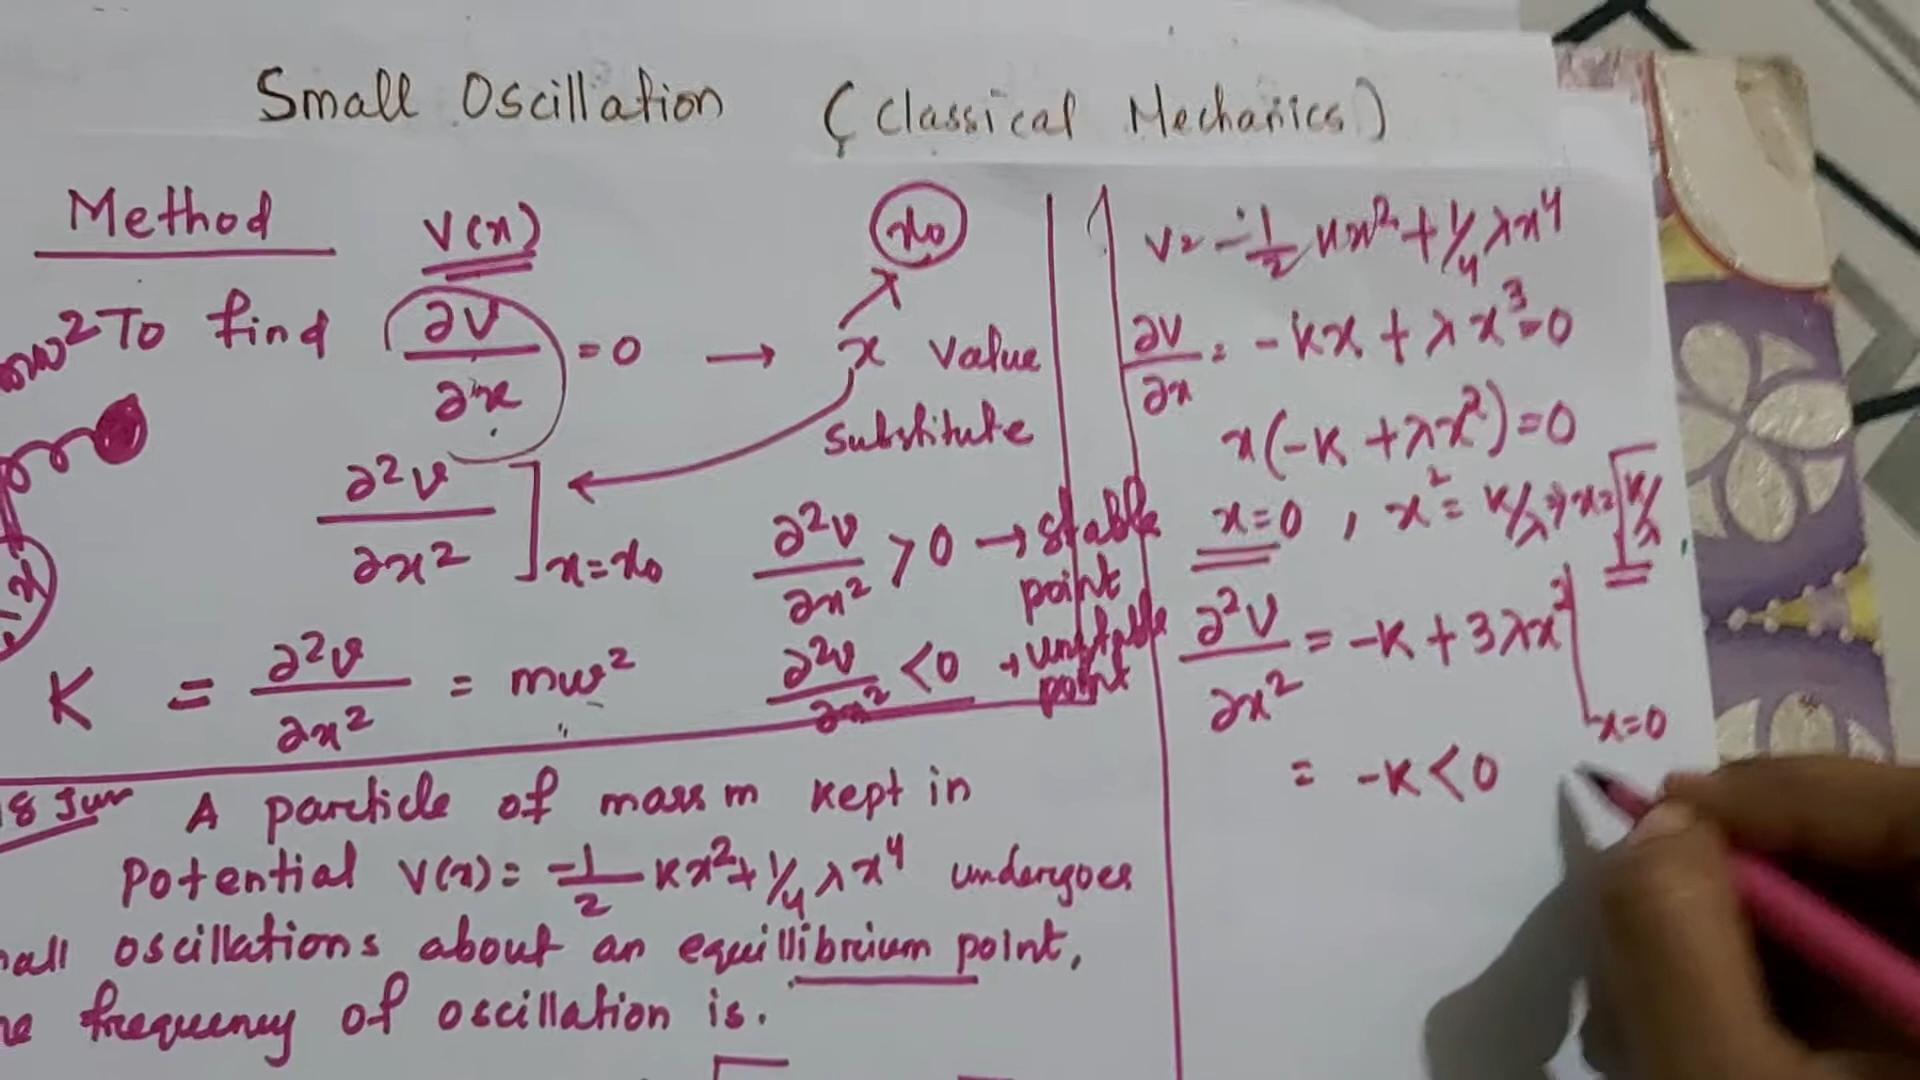 Small Oscillation (Classical Mechanics)
Method V(x)
To find ∂V/∂x = 0 → x value
x₀
substitute
∂²V/∂x² ]x=x₀
∂²V/∂x² > 0 → stable point
∂²V/∂x² < 0 → unstable point
K = ∂²V/∂x² = mω²
A particle of mass m kept in
Potential V(x) = -1/2 Kx² + 1/4 λx⁴ undergoes
oscillations about an equillibrium point,
frequency of oscillation is.
V = -1/2 Kx² + 1/4 λx⁴
∂V/∂x = -Kx + λx³ = 0
x(-K + λx²) = 0
x = 0, x² = K/λ ⇒ x = √K/λ
∂²V/∂x² = -K + 3λx² |x=0
= -K < 0